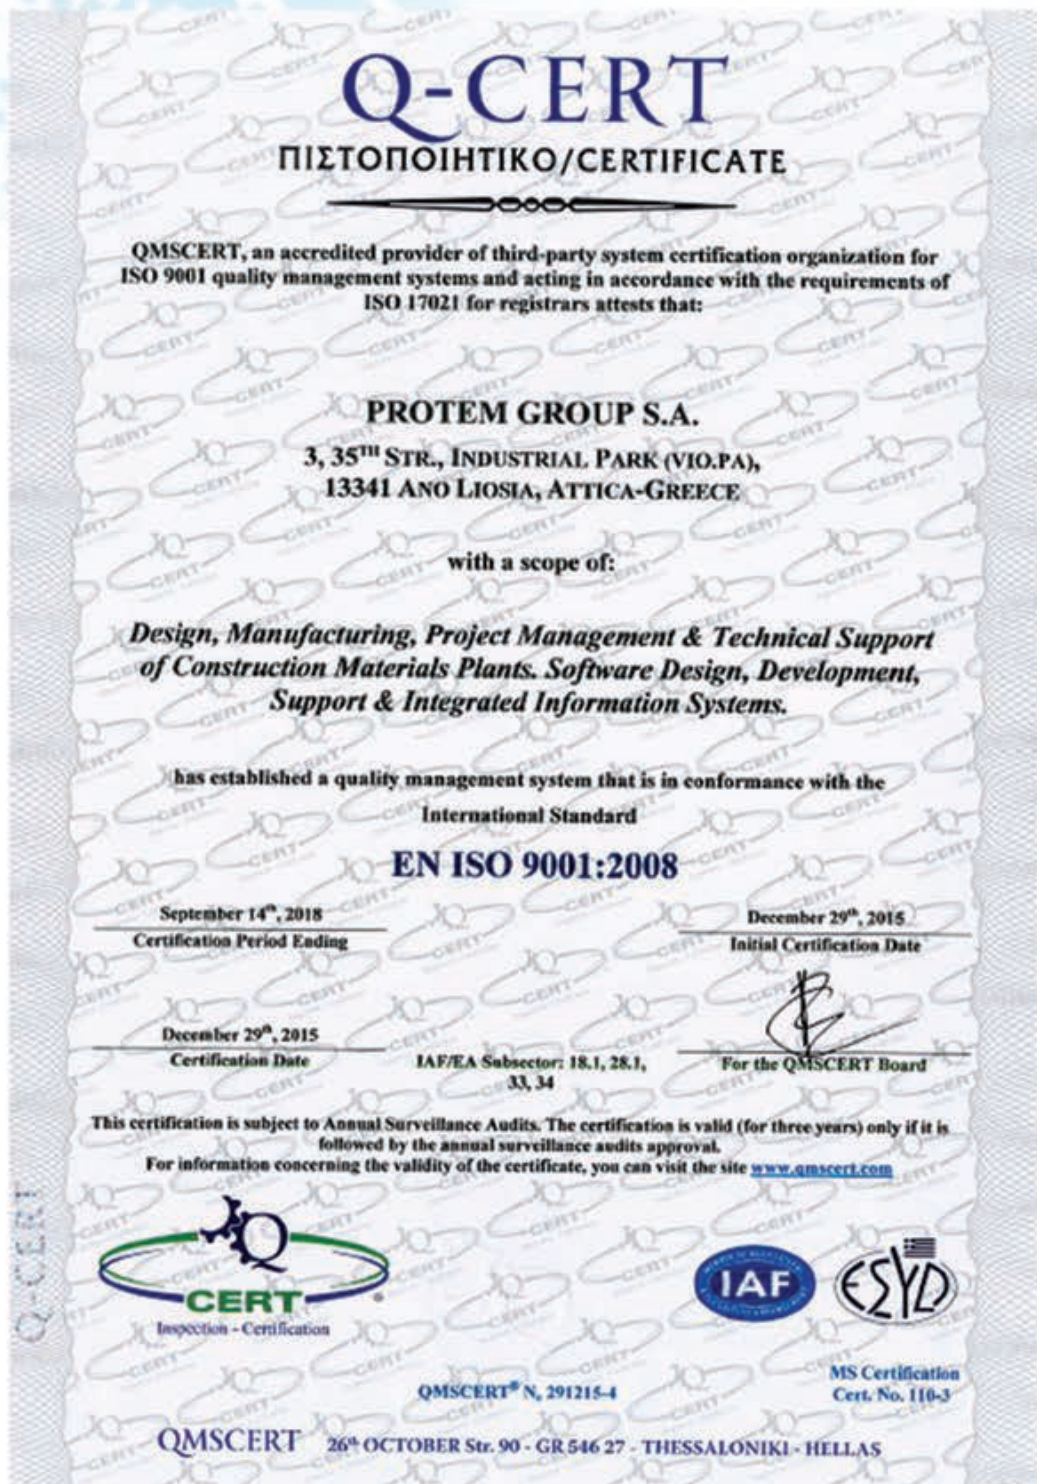 Q-CERT
ΠΙΣΤΟΠΟΙΗΤΙΚΟ/CERTIFICATE
QMSCERT, an accredited provider of third-party system certification organization for
ISO 9001 quality management systems and acting in accordance with the requirements of
ISO 17021 for registrars attests that:
PROTEM GROUP S.A.
3, 35TH STR., INDUSTRIAL PARK (VIO.PA),
13341 ANO LIOSIA, ATTICA-GREECE
with a scope of:
Design, Manufacturing, Project Management & Technical Support
of Construction Materials Plants. Software Design, Development,
Support & Integrated Information Systems.
has established a quality management system that is in conformance with the
International Standard
EN ISO 9001:2008
September 14th, 2018
Certification Period Ending
December 29th, 2015
Initial Certification Date
December 29th, 2015
Certification Date
IAF/EA Subsector: 18.1, 28.1,
33, 34
For the QMSCERT Board
This certification is subject to Annual Surveillance Audits. The certification is valid (for three years) only if it is
followed by the annual surveillance audits approval.
For information concerning the validity of the certificate, you can visit the site www.qmscert.com
Q
CERT
Inspection - Certification
IAF
ESYD
MS Certification
Cert. No. 110-3
QMSCERT® N, 291215-4
QMSCERT 26th OCTOBER Str. 90 - GR 546 27 - THESSALONIKI - HELLAS
Q-CERT